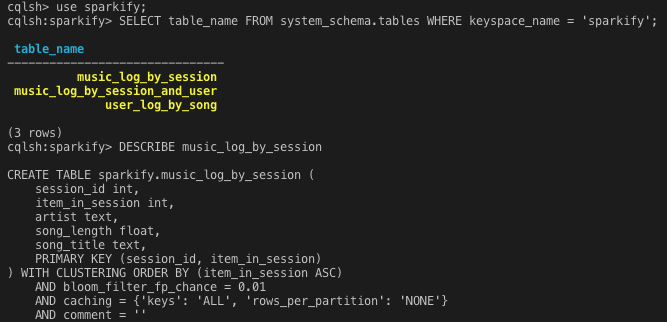 cqlsh> use sparkify;
cqlsh:sparkify> SELECT table_name FROM system_schema.tables WHERE keyspace_name = 'sparkify';
table_name
-------------------------------
music_log_by_session
music_log_by_session_and_user
user_log_by_song
(3 rows)
cqlsh:sparkify> DESCRIBE music_log_by_session
CREATE TABLE sparkify.music_log_by_session (
session_id int,
item_in_session int,
artist text,
song_length float,
song_title text,
PRIMARY KEY (session_id, item_in_session)
) WITH CLUSTERING ORDER BY (item_in_session ASC)
AND bloom_filter_fp_chance = 0.01
AND caching = {'keys': 'ALL', 'rows_per_partition': 'NONE'}
AND comment = ''